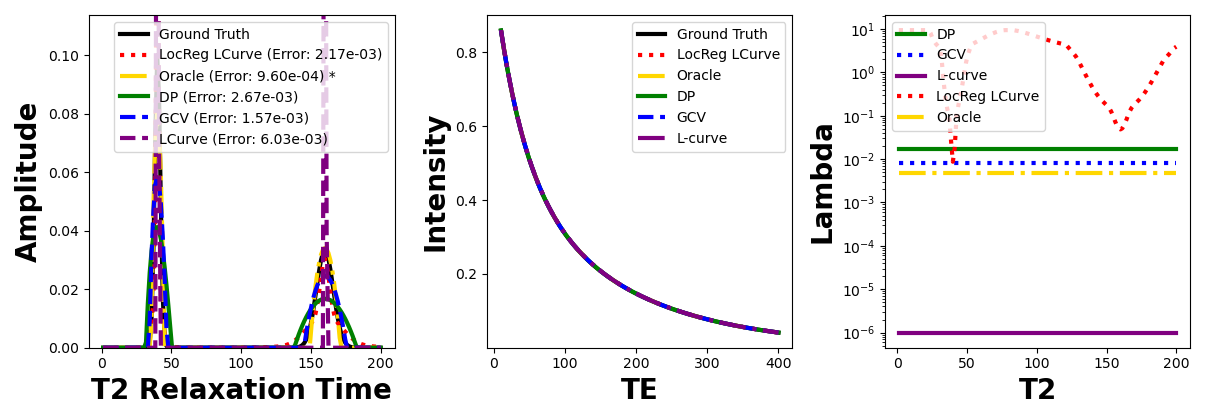 Amplitude
0.10
0.08
0.06
0.04
0.02
0.00
Ground Truth
LocReg LCurve (Error: 2.17e-03)
Oracle (Error: 9.60e-04) *
DP (Error: 2.67e-03)
GCV (Error: 1.57e-03)
LCurve (Error: 6.03e-03)
0 50 100 150 200
T2 Relaxation Time
Intensity
0.8
0.6
0.4
0.2
Ground Truth
LocReg LCurve
Oracle
DP
GCV
L-curve
0 100 200 300 400
TE
Lambda
10^1
10^0
10^−1
10^−2
10^−3
10^−4
10^−5
10^−6
DP
GCV
L-curve
LocReg LCurve
Oracle
0 50 100 150 200
T2